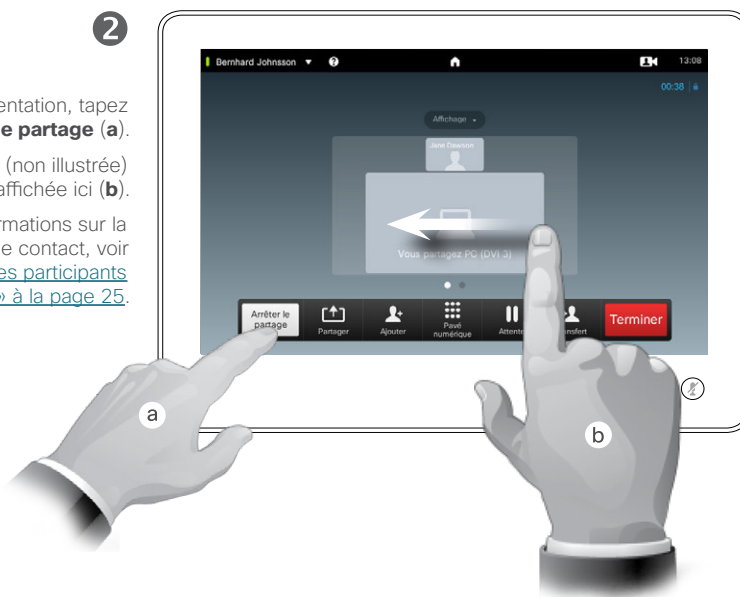 2
Bernhard Johnsson
?
13:08
00:38
entation, tapez
e partage (a).
(non illustrée)
affichée ici (b).
rmations sur la
e contact, voir
es participants
» à la page 25.
Affichage
Jane Dawson
Vous partagez PC (DVI 3)
Arrêter le
partage
Partager
Ajouter
Pavé
numérique
Attente
nsfert
Terminer
a
b